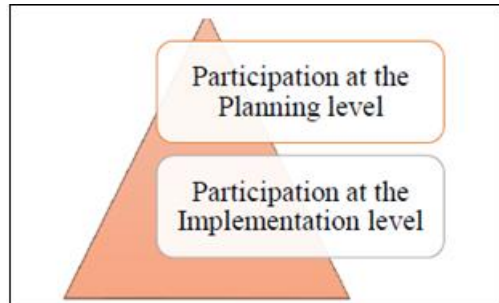 Participation at the
Planning level
Participation at the
Implementation level